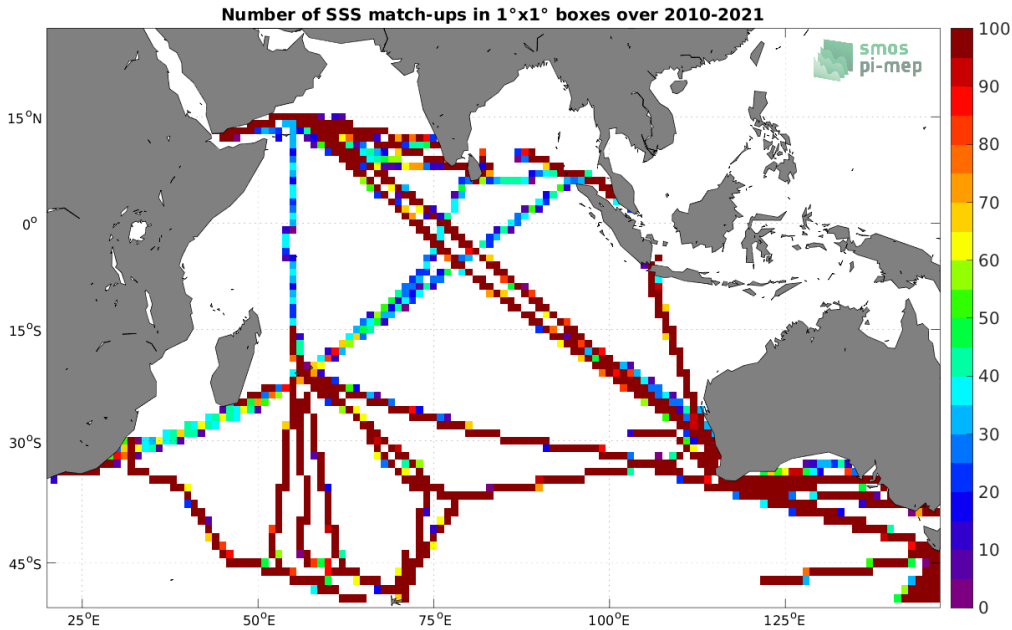 Number of SSS match-ups in 1°x1° boxes over 2010-2021
smos
pi-mep
100
90
80
70
60
50
40
30
20
10
0
15°N
0°
15°S
30°S
45°S
25°E
50°E
75°E
100°E
125°E